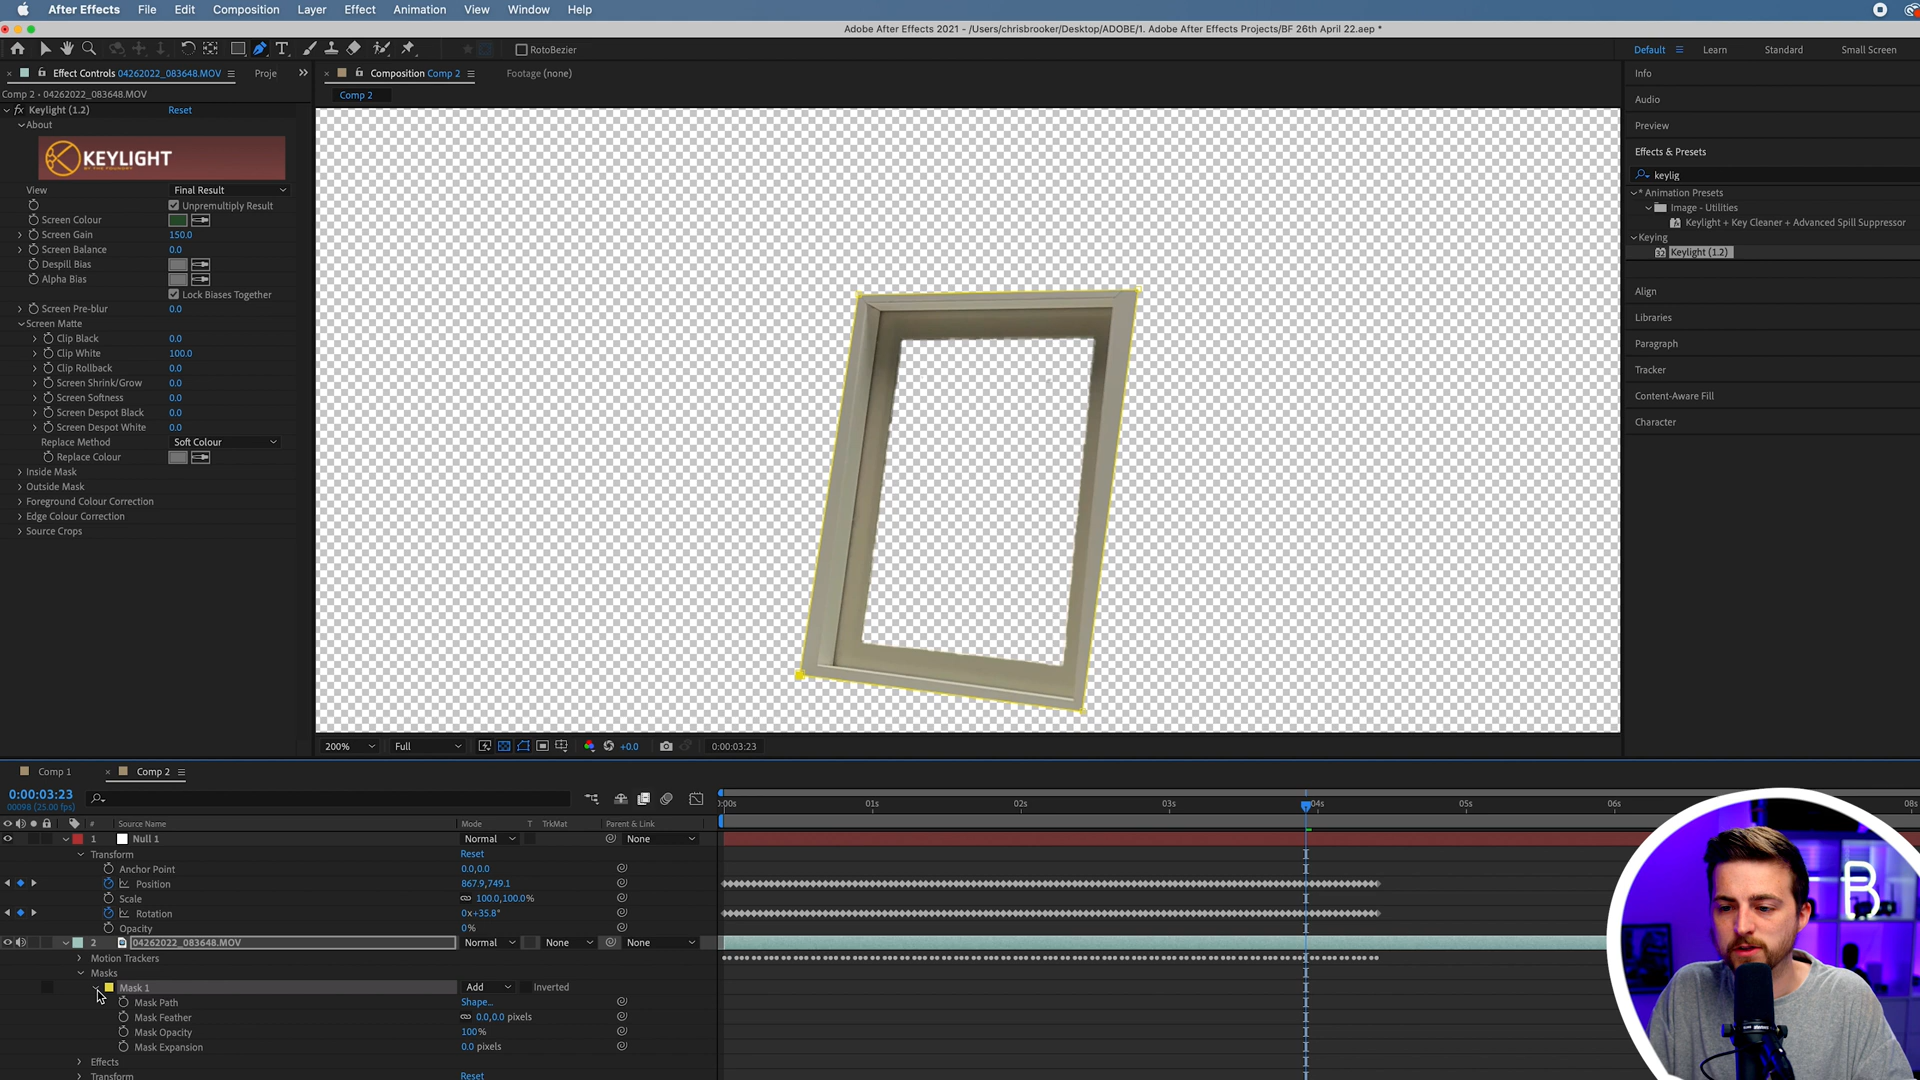 After Effects File Edit Composition Layer Effect Animation View Window Help
Adobe After Effects 2021 - /Users/chrisbrooker/Desktop/ADOBE/1. Adobe After Effects Projects/BF 26th April 22.aep *
RotoBezier
Default Learn Standard Small Screen
Effect Controls 04262022_083648.MOV Proje
Composition Comp 2 Footage (none)
Comp 2 • 04262022_083648.MOV
Comp 2
fx Keylight (1.2) Reset
About
KEYLIGHT
BY THE FOUNDRY
View Final Result
Unpremultiply Result
Screen Colour
Screen Gain 150.0
Screen Balance 0.0
Despill Bias
Alpha Bias
Lock Biases Together
Screen Pre-blur 0.0
Screen Matte
Clip Black 0.0
Clip White 100.0
Clip Rollback 0.0
Screen Shrink/Grow 0.0
Screen Softness 0.0
Screen Despot Black 0.0
Screen Despot White 0.0
Replace Method Soft Colour
Replace Colour
Inside Mask
Outside Mask
Foreground Colour Correction
Edge Colour Correction
Source Crops
Info
Audio
Preview
Effects & Presets
keylig
* Animation Presets
Image - Utilities
Keylight + Key Cleaner + Advanced Spill Suppressor
Keying
32 Keylight (1.2)
Align
Libraries
Paragraph
Tracker
Content-Aware Fill
Character
200% Full +0.0 0:00:03:23
Comp 1 Comp 2
0:00:03:23
00098 (25.00 fps)
:00s 01s 02s 03s 04s 05s 06s 08s
# Source Name Mode T TrkMat Parent & Link
1 Null 1 Normal None
Transform Reset
Anchor Point 0.0,0.0
Position 867.9,749.1
Scale 100.0,100.0%
Rotation 0x+35.8°
Opacity 0%
2 04262022_083648.MOV Normal None None
Motion Trackers
Masks
Mask 1 Add Inverted
Mask Path Shape...
Mask Feather 0.0,0.0 pixels
Mask Opacity 100%
Mask Expansion 0.0 pixels
Effects
Transform Reset